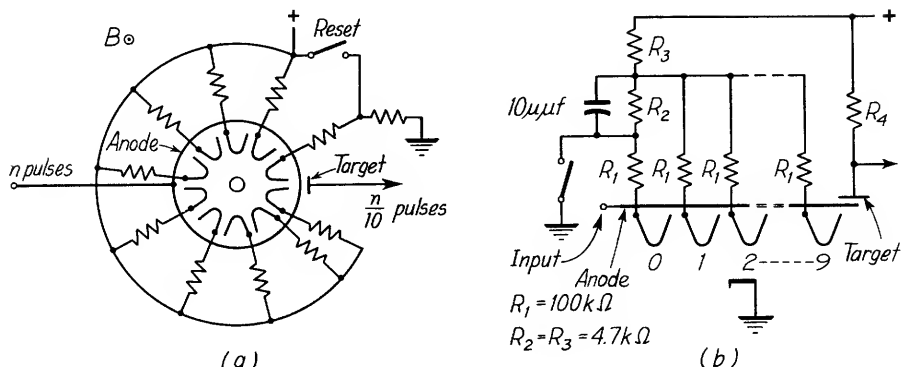 B⊙
+
Reset
Anode
n pulses
Target
n/10 pulses
(a)
+
R₃
10μμf
R₂
R₄
R₁ R₁ R₁ R₁
Input
Anode
0 1 2-----9
Target
R₁ = 100kΩ
R₂ = R₃ = 4.7kΩ
(b)